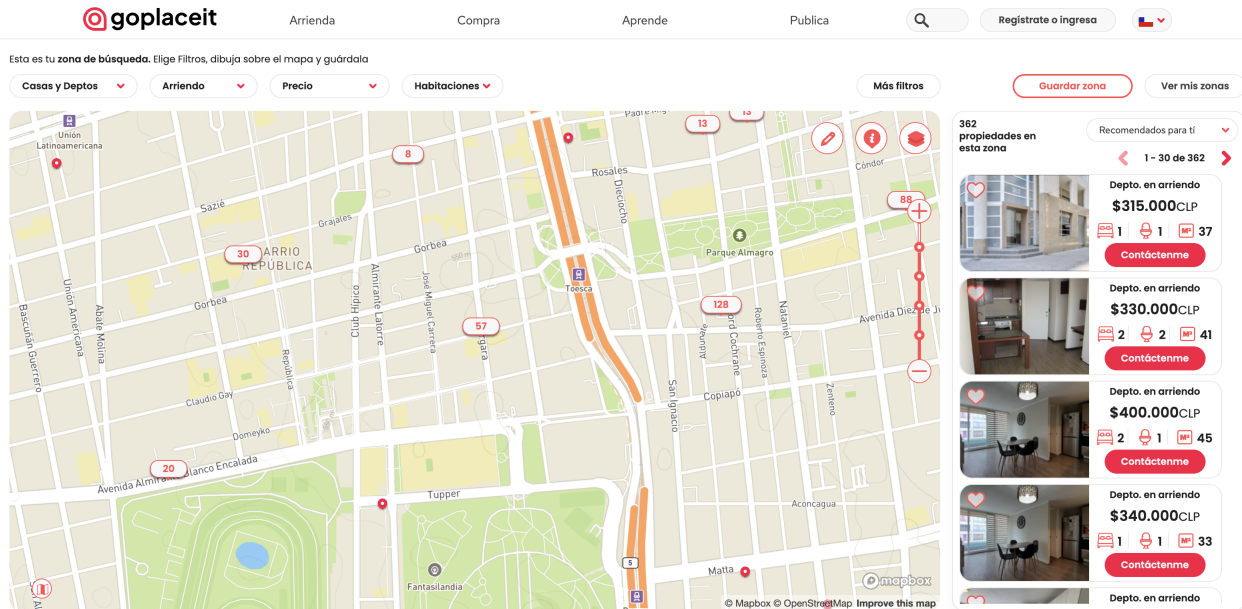 goplaceit
Arrienda
Compra
Aprende
Publica
Regístrate o ingresa
Esta es tu zona de búsqueda. Elige Filtros, dibuja sobre el mapa y guárdala
Casas y Deptos
Arriendo
Precio
Habitaciones
Más filtros
Guardar zona
Ver mis zonas
Unión
Latinoamericana
8
13
13
Rosales
Dieciocho
Cóndor
88
Sazié
Grajales
Gorbea
30
ARRIO
REPÚBLICA
Parque Almagro
Toesca
Gorbea
Unión Americana
Abate Molina
Bascuñán Guerrero
Club Hípico
Almirante Latorre
José Miguel Carrera
57
128
Roberto Espinoza
Nataniel
Avenida Diez de Ju
República
San Ignacio
Copiapó
Zenteno
Claudio Gay
Domeyko
20
Avenida Almir
Blanco Encalada
Tupper
Aconcagua
5
Matta
Fantasilandia
mapbox
© Mapbox © OpenStreetMap Improve this map
362
propiedades en
esta zona
Recomendados para tí
1 - 30 de 362
Depto. en arriendo
$315.000CLP
1 1 M² 37
Contáctenme
Depto. en arriendo
$330.000CLP
2 2 M² 41
Contáctenme
Depto. en arriendo
$400.000CLP
2 1 M² 45
Contáctenme
Depto. en arriendo
$340.000CLP
1 1 M² 33
Contáctenme
Depto. en arriendo